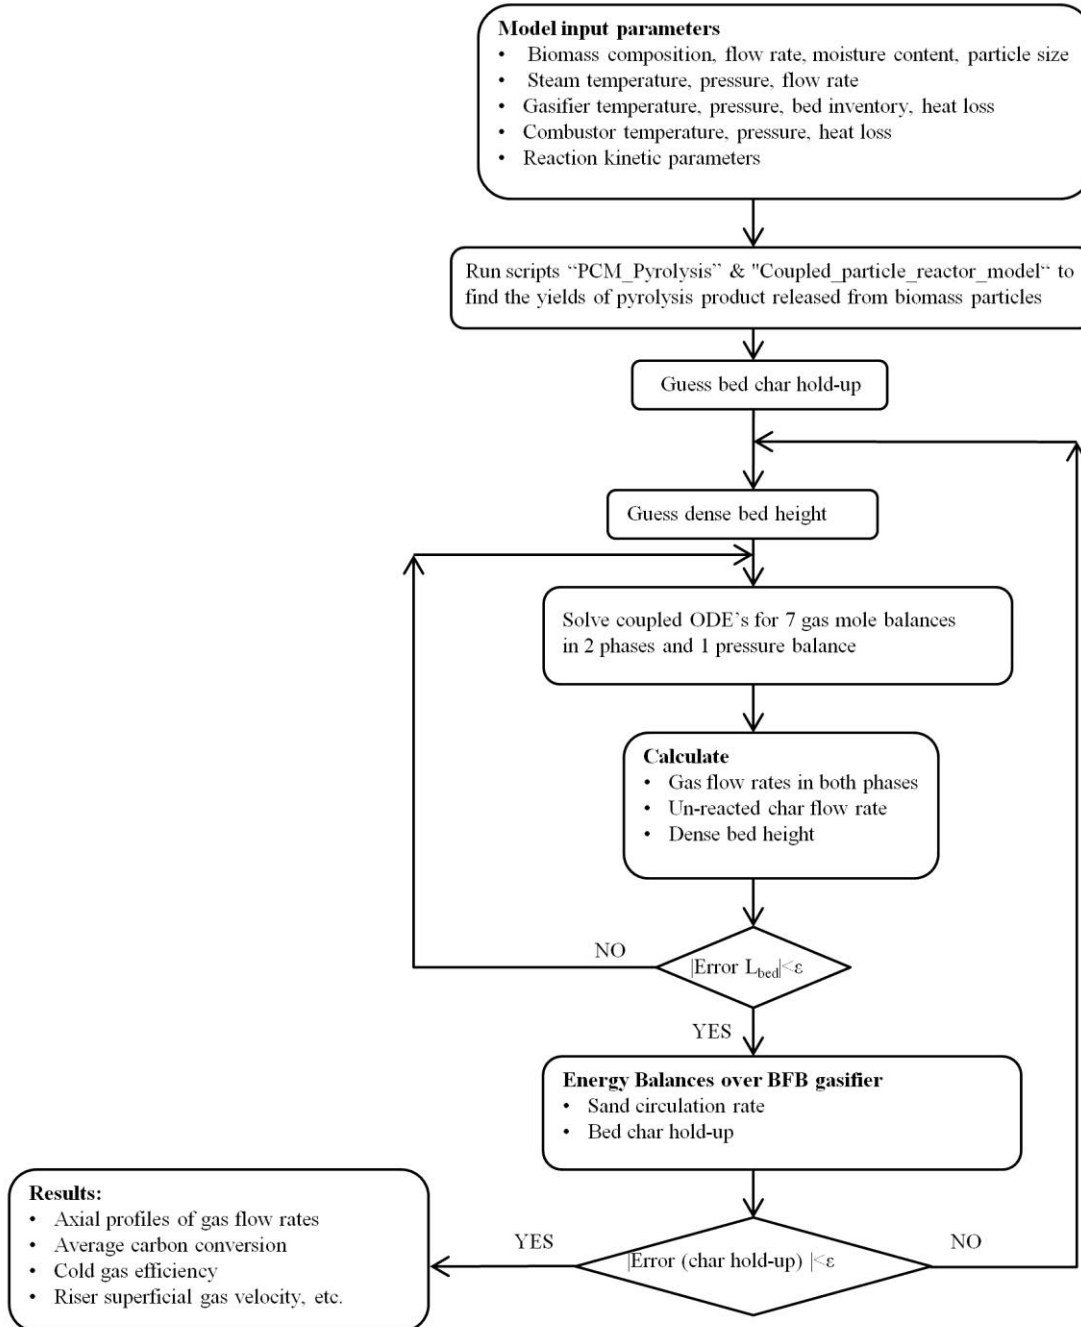 Model input parameters
• Biomass composition, flow rate, moisture content, particle size
• Steam temperature, pressure, flow rate
• Gasifier temperature, pressure, bed inventory, heat loss
• Combustor temperature, pressure, heat loss
• Reaction kinetic parameters
Run scripts “PCM_Pyrolysis” & "Coupled_particle_reactor_model“ to
find the yields of pyrolysis product released from biomass particles
Guess bed char hold-up
Guess dense bed height
Solve coupled ODE’s for 7 gas mole balances
in 2 phases and 1 pressure balance
Calculate
• Gas flow rates in both phases
• Un-reacted char flow rate
• Dense bed height
NO
|Error Lbed|<ε
YES
Energy Balances over BFB gasifier
• Sand circulation rate
• Bed char hold-up
Results:
• Axial profiles of gas flow rates
• Average carbon conversion
• Cold gas efficiency
• Riser superficial gas velocity, etc.
YES
|Error (char hold-up) |<ε
NO